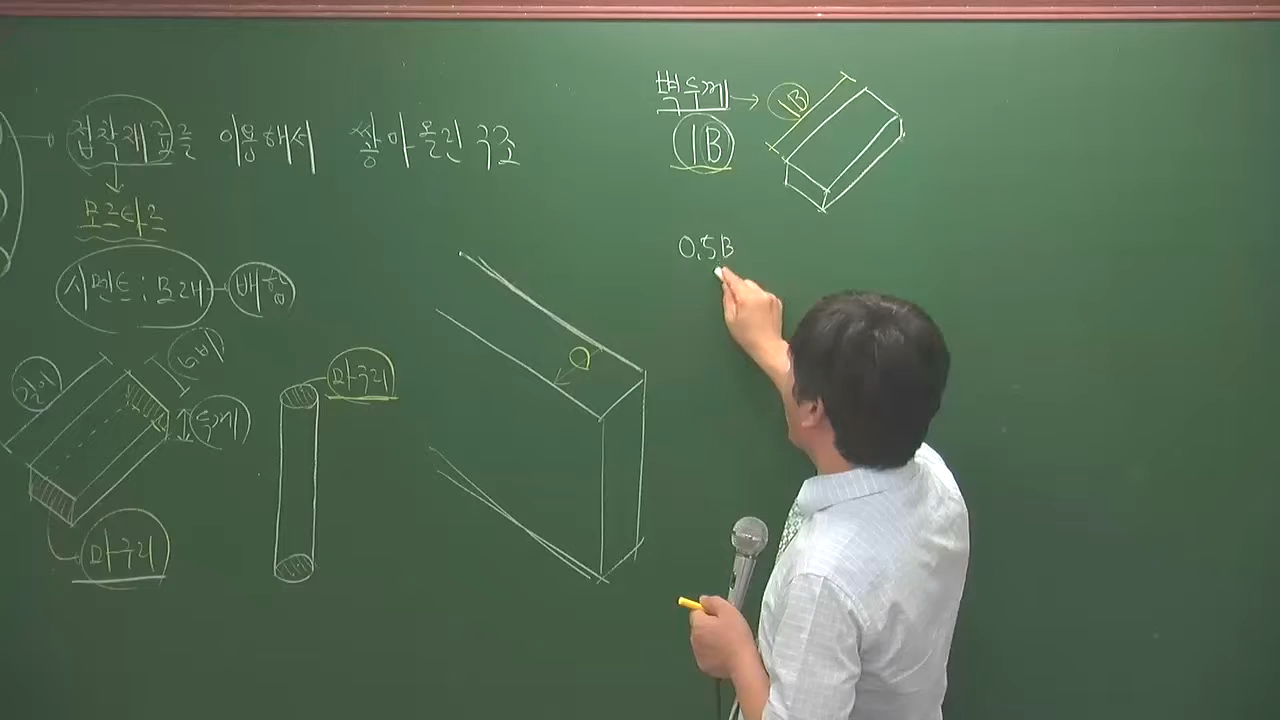 접착재료를 이용해서 쌓아올린 구조
모르타르
시멘트 : 모래 배합
길이
너비
두께
마구리
마구리
벽두께 → 1B
1B
0.5B